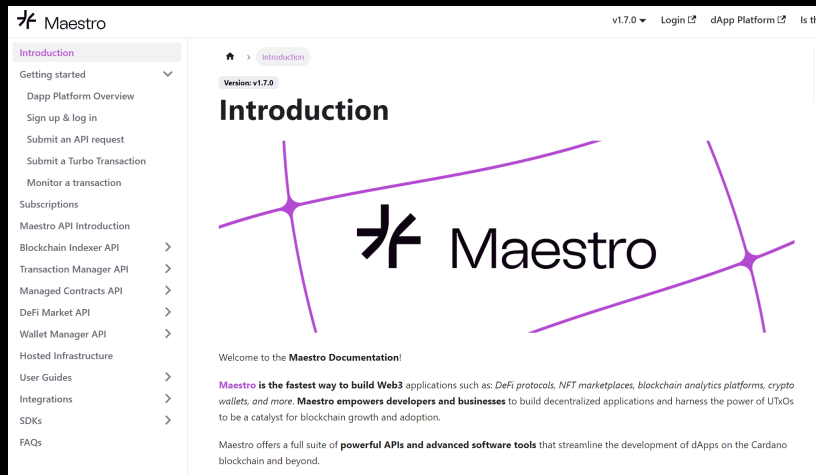 Maestro
v1.7.0 Login dApp Platform Is th
Introduction
Getting started
Dapp Platform Overview
Sign up & log in
Submit an API request
Submit a Turbo Transaction
Monitor a transaction
Subscriptions
Maestro API Introduction
Blockchain Indexer API
Transaction Manager API
Managed Contracts API
DeFi Market API
Wallet Manager API
Hosted Infrastructure
User Guides
Integrations
SDKs
FAQs
Introduction
Version: v1.7.0
Introduction
Maestro
Welcome to the Maestro Documentation!
Maestro is the fastest way to build Web3 applications such as: DeFi protocols, NFT marketplaces, blockchain analytics platforms, crypto
wallets, and more. Maestro empowers developers and businesses to build decentralized applications and harness the power of UTxOs
to be a catalyst for blockchain growth and adoption.
Maestro offers a full suite of powerful APIs and advanced software tools that streamline the development of dApps on the Cardano
blockchain and beyond.